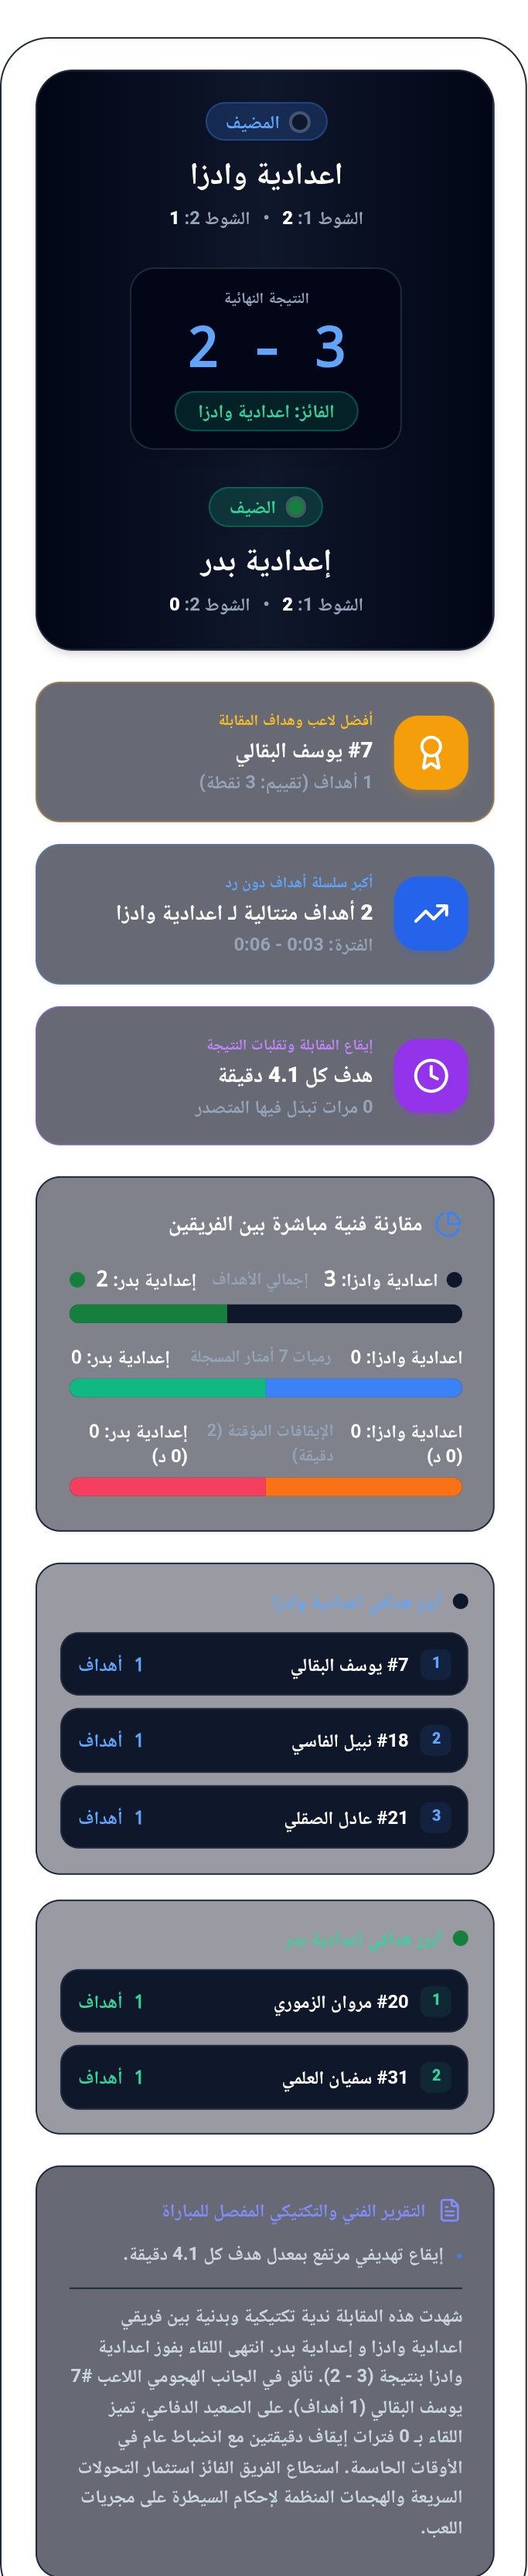 المضيف
اعدادية وادزا
الشوط 1: 2 • الشوط 2: 1
النتيجة النهائية
3 - 2
الفائز: اعدادية وادزا
الضيف
إعدادية بدر
الشوط 1: 2 • الشوط 2: 0
أفضل لاعب وهداف المقابلة
#7 يوسف البقالي
1 أهداف (تقييم: 3 نقطة)
أكبر سلسلة أهداف دون رد
2 أهداف متتالية لـ اعدادية وادزا
الفترة: 0:03 - 0:06
إيقاع المقابلة وتقلبات النتيجة
هدف كل 4.1 دقيقة
0 مرات تبدّل فيها المتصدر
مقارنة فنية مباشرة بين الفريقين
اعدادية وادزا: 3 إجمالي الأهداف إعدادية بدر: 2
اعدادية وادزا: 0 رميات 7 أمتار المسجلة إعدادية بدر: 0
اعدادية وادزا: 0 الإيقافات المؤقتة (2 إعدادية بدر: 0
(0 د) دقيقة) (0 د)
أبرز هدافي اعدادية وادزا
1 #7 يوسف البقالي 1 أهداف
2 #18 نبيل الفاسي 1 أهداف
3 #21 عادل الصقلي 1 أهداف
أبرز هدافي إعدادية بدر
1 #20 مروان الزموري 1 أهداف
2 #31 سفيان العلمي 1 أهداف
التقرير الفني والتكتيكي المفصل للمباراة
• إيقاع تهديفي مرتفع بمعدل هدف كل 4.1 دقيقة.
شهدت هذه المقابلة ندية تكتيكية وبدنية بين فريقي
اعدادية وادزا و إعدادية بدر. انتهى اللقاء بفوز اعدادية
وادزا بنتيجة (3 - 2). تألق في الجانب الهجومي اللاعب #7
يوسف البقالي (1 أهداف). على الصعيد الدفاعي، تميز
اللقاء بـ 0 فترات إيقاف دقيقتين مع انضباط عام في
الأوقات الحاسمة. استطاع الفريق الفائز استثمار التحولات
السريعة والهجمات المنظمة لإحكام السيطرة على مجريات
اللعب.